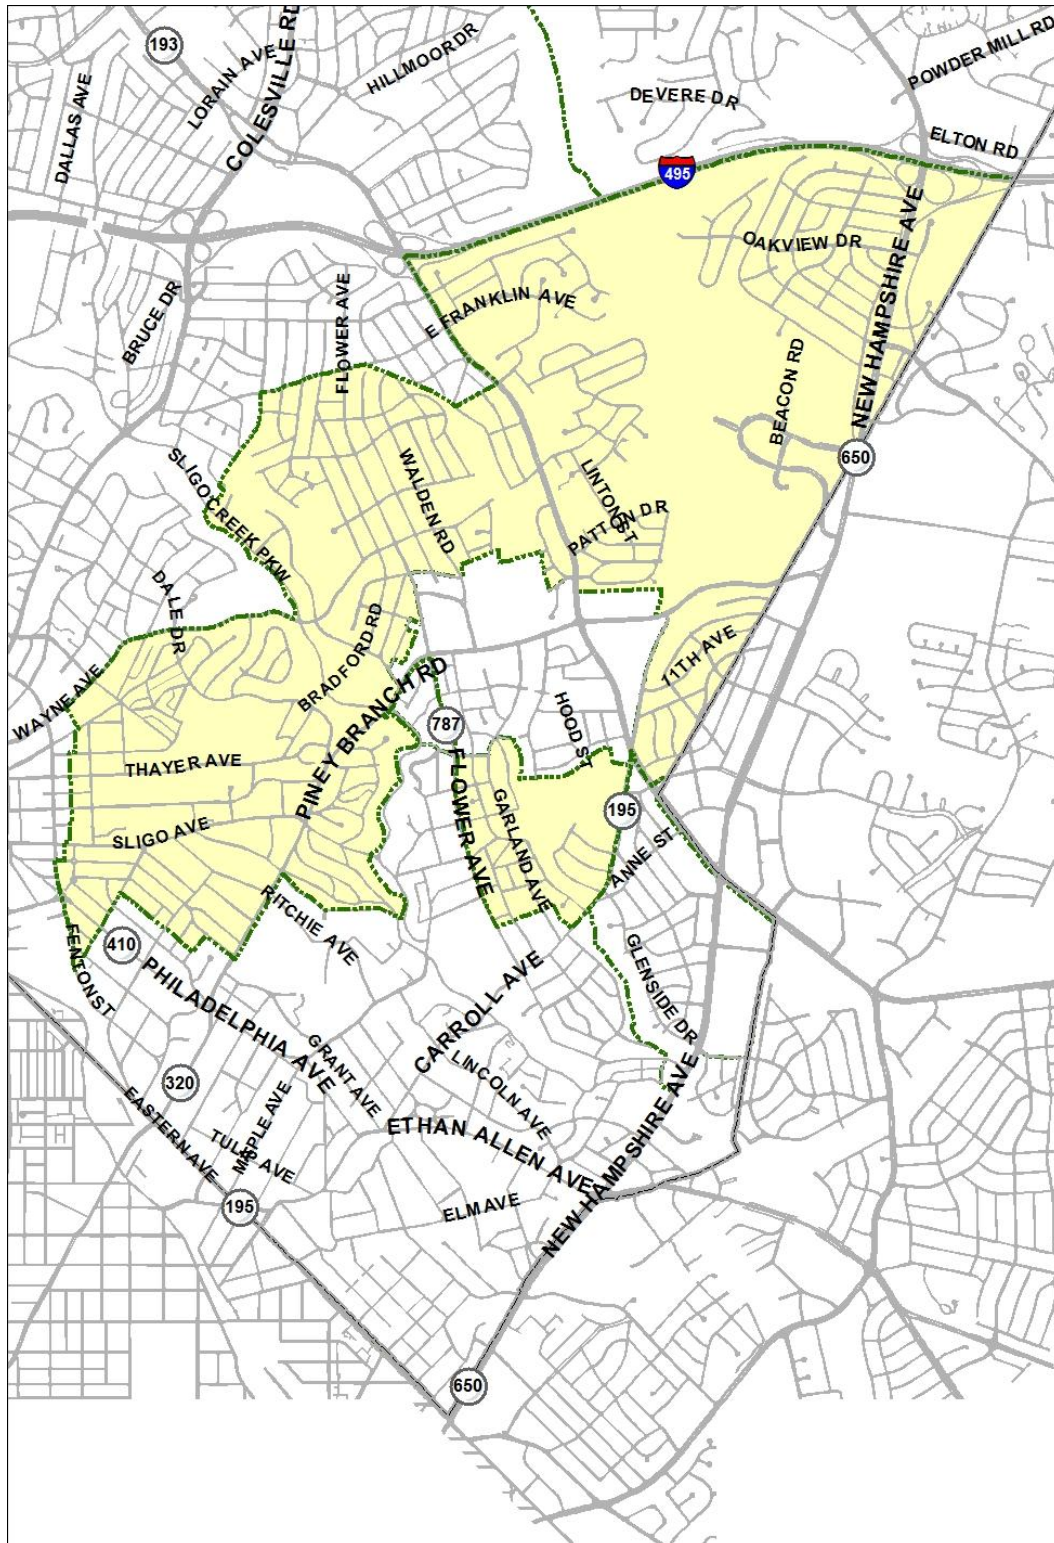 193
LORAIN AVE
COLESVILLE RD
HILLMOOR DR
DALLAS AVE
DEVERE DR
POWDER MILL RD
ELTON RD
495
OAKVIEW DR
NEW HAMPSHIRE AVE
BRUCE DR
FLOWER AVE
E FRANKLIN AVE
BEACON RD
650
SLIGO CREEK PKW
WALDEN RD
LINTON ST
PATTON DR
DALE DR
BRADFORD RD
11TH AVE
WAYNE AVE
PINEY BRANCH RD
787
HOOD ST
THAYER AVE
FLOWER AVE
GARLAND AVE
195
SLIGO AVE
ANNE ST
RITCHIE AVE
FENTON ST
410
PHILADELPHIA AVE
CARROLL AVE
GLENSIDE DR
GRANT AVE
LINCOLN AVE
320
EASTERN AVE
MAPLE AVE
TULIP AVE
ETHAN ALLEN AVE
NEW HAMPSHIRE AVE
195
ELM AVE
650